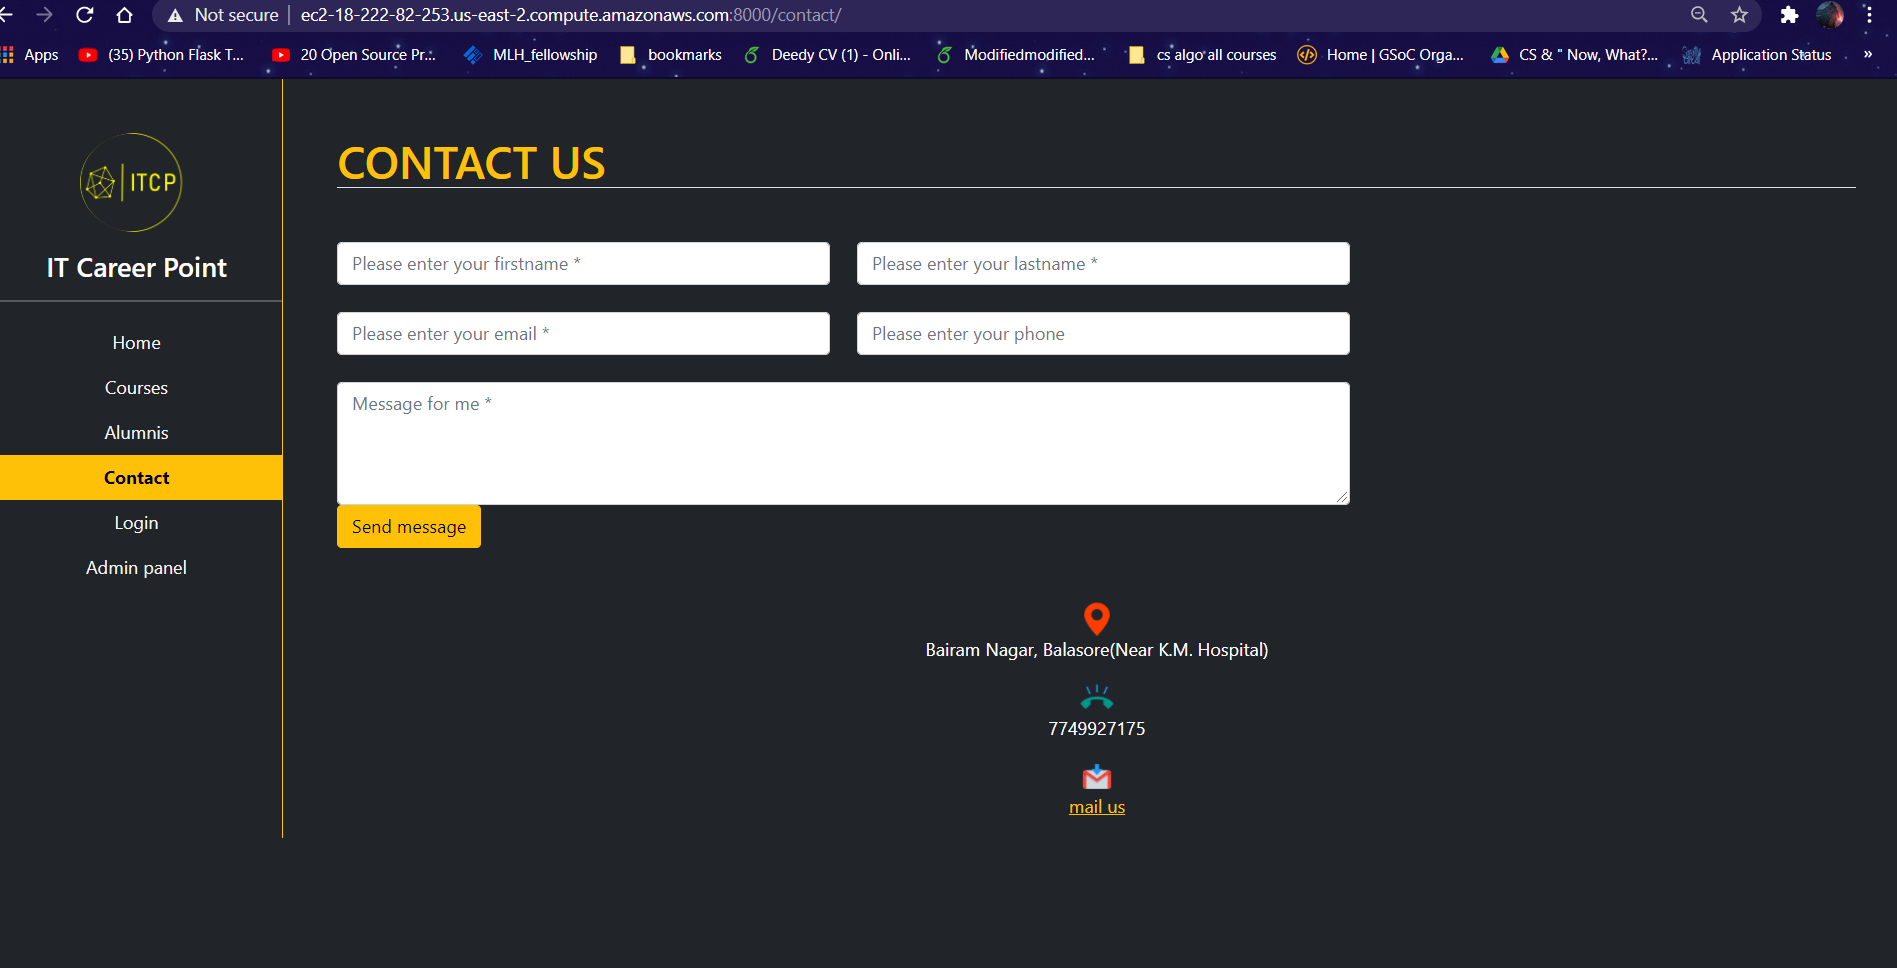 Not secure | ec2-18-222-82-253.us-east-2.compute.amazonaws.com:8000/contact/
Apps (35) Python Flask T... 20 Open Source Pr... MLH_fellowship bookmarks Deedy CV (1) - Onli... Modifiedmodified... cs algo all courses Home | GSoC Orga... CS & " Now, What?... Application Status »
ITCP
IT Career Point
Home
Courses
Alumnis
Contact
Login
Admin panel
CONTACT US
Please enter your firstname * Please enter your lastname *
Please enter your email * Please enter your phone
Message for me *
Send message
Bairam Nagar, Balasore(Near K.M. Hospital)
7749927175
mail us